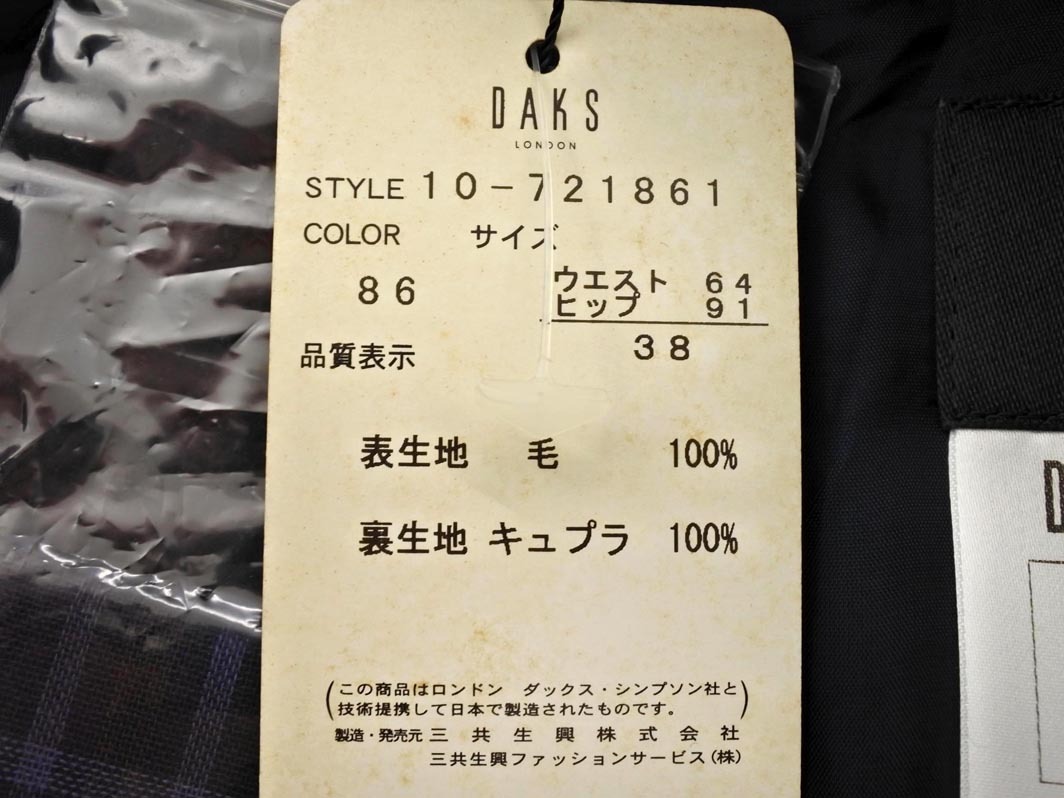 DAKS
LONDON
STYLE 10-721861
COLOR サイズ
86
ウエスト 64
ヒップ 91
38
品質表示
表生地 毛 100%
裏生地 キュプラ 100%
(この商品はロンドン ダックス・シンプソン社と
技術提携して日本で製造されたものです。)
製造・発売元 三共生興株式会社
三共生興ファッションサービス(株)
D